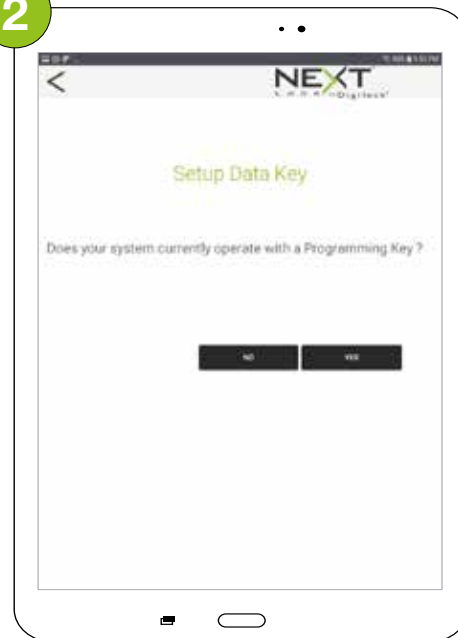 2
NEXT
Setup Data Key
Does your system currently operate with a Programming Key ?
NO
YES